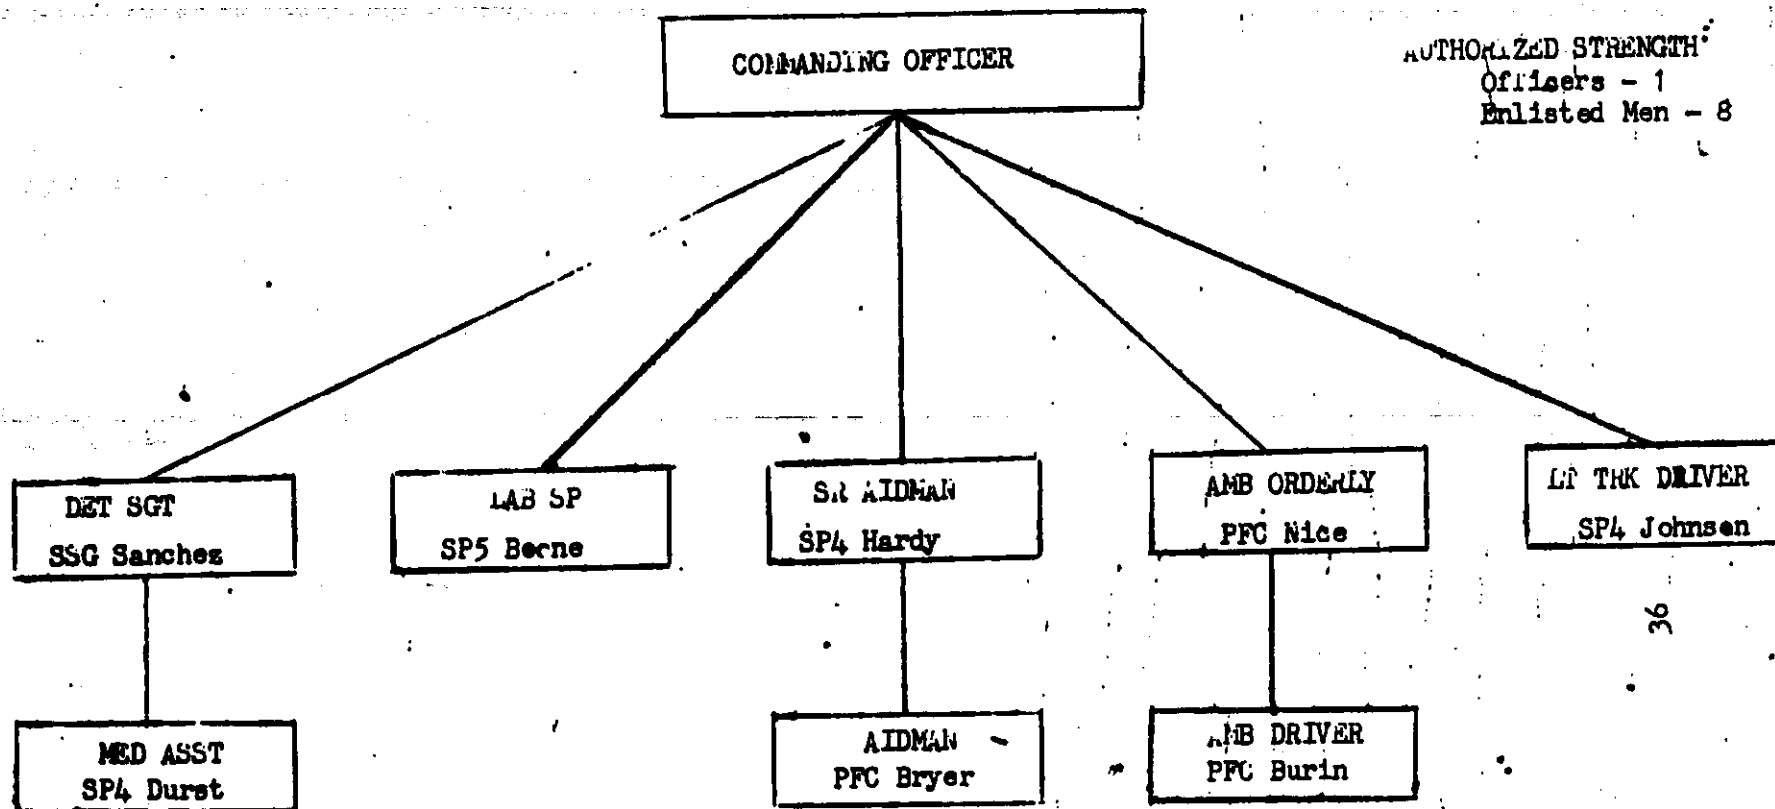 COMMANDING OFFICER
AUTHORIZED STRENGTH:
Officers - 1
Enlisted Men - 8
DET SGT
SSG Sanchez
LAB SP
SP5 Berne
SR AIDMAN
SP4 Hardy
AMB ORDERLY
PFC Nice
LT TRK DRIVER
SP4 Johnsen
36
MED ASST
SP4 Durst
AIDMAN
PFC Bryer
AMB DRIVER
PFC Burin